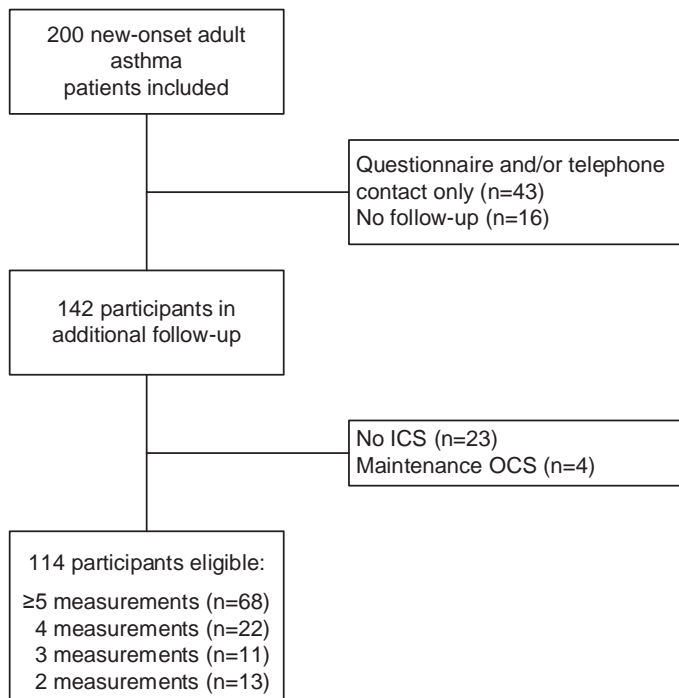 200 new-onset adult
asthma
patients included
Questionnaire and/or telephone
contact only (n=43)
No follow-up (n=16)
142 participants in
additional follow-up
No ICS (n=23)
Maintenance OCS (n=4)
114 participants eligible:
≥5 measurements (n=68)
4 measurements (n=22)
3 measurements (n=11)
2 measurements (n=13)